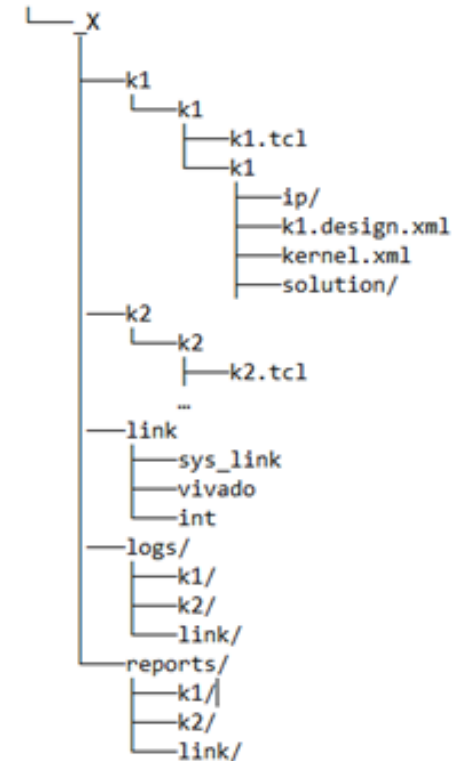 _X
k1
k1
k1.tcl
k1
ip/
k1.design.xml
kernel.xml
solution/
k2
k2
k2.tcl
…
link
sys_link
vivado
int
logs/
k1/
k2/
link/
reports/
k1/
k2/
link/